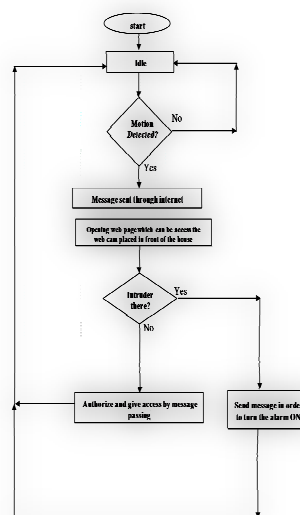 start
Idle
Motion
Detected?
No
Yes
Message sent through internet
Opening web page which can be access the
web cam placed in front of the house
Intruder
there?
Yes
No
Authorize and give access by message
passing
Send message in orde
to turn the alarm ON